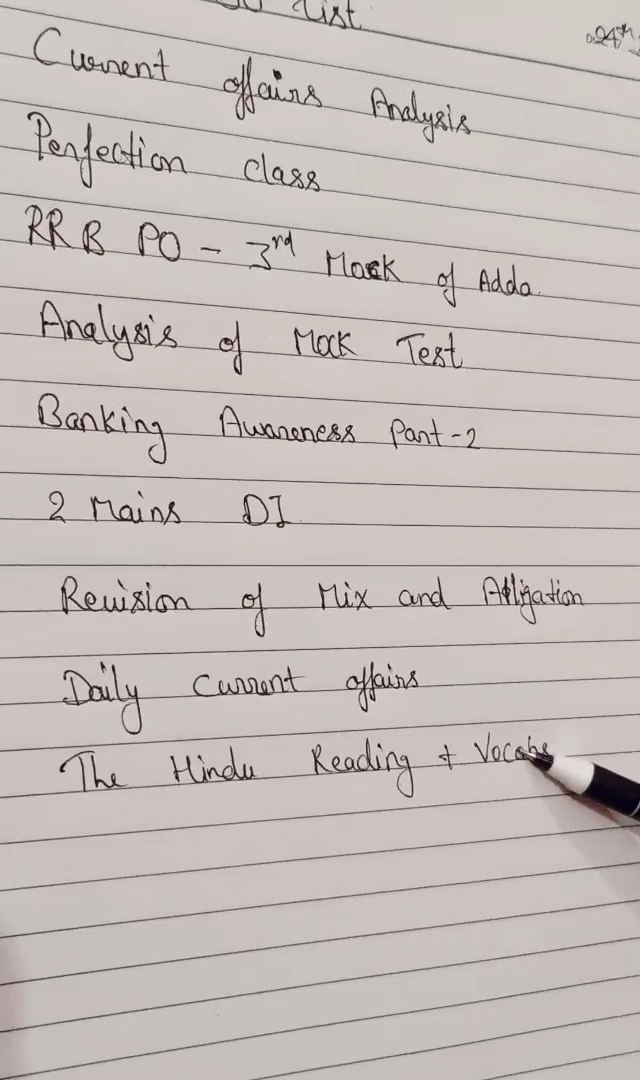 List
24th
Current affairs Analysis
Perfection class
RRB PO - 3rd Mock of Adda.
Analysis of Mock Test
Banking Awareness Part-2
2 Mains DI
Revision of Mix and Alligation
Daily Current affairs
The Hindu Reading + Vocabs